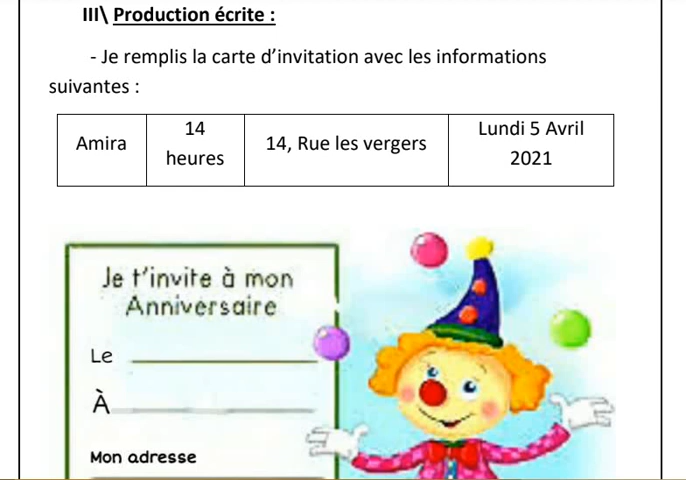 III\ Production écrite :
- Je remplis la carte d’invitation avec les informations
suivantes :
Amira
14
heures
14, Rue les vergers
Lundi 5 Avril
2021
Je t’invite à mon
Anniversaire
Le
À
Mon adresse